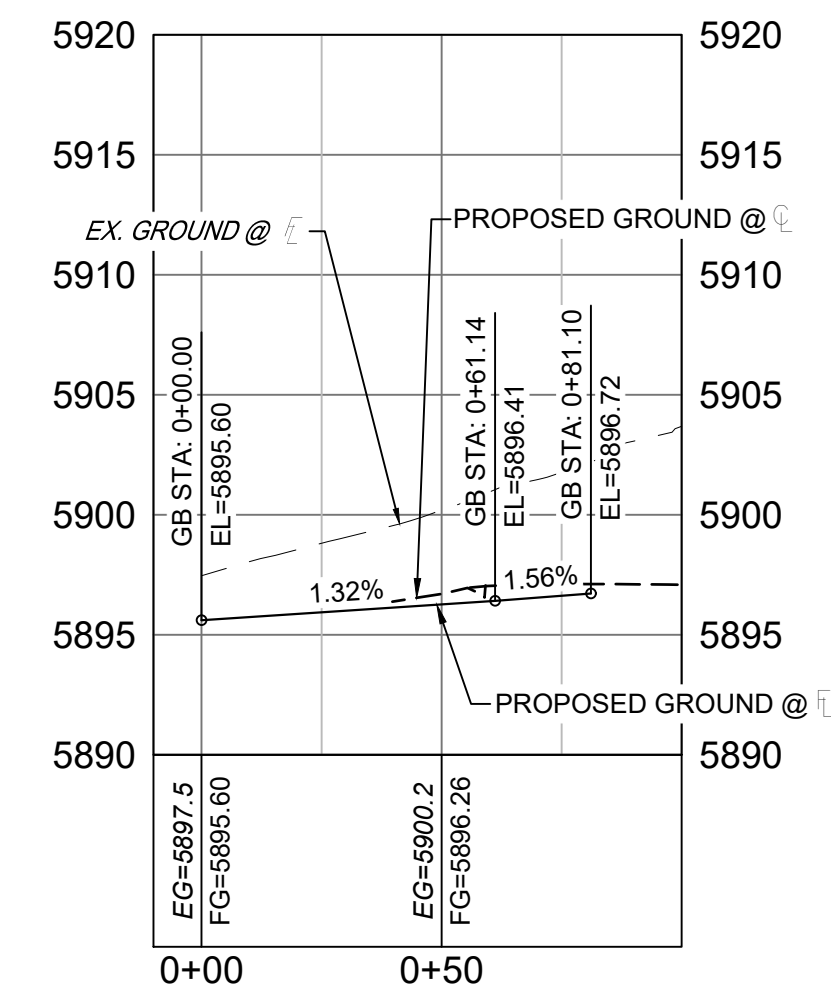 5920 5920
5915 5915
EX. GROUND @ FL
PROPOSED GROUND @ CL
5910 5910
GB STA: 0+00.00
EL=5895.60
GB STA: 0+61.14
EL=5896.41
GB STA: 0+81.10
EL=5896.72
5905 5905
5900 5900
1.32%
1.56%
5895 5895
PROPOSED GROUND @ FL
5890 5890
EG=5897.5
FG=5895.60
EG=5900.2
FG=5896.26
0+00 0+50